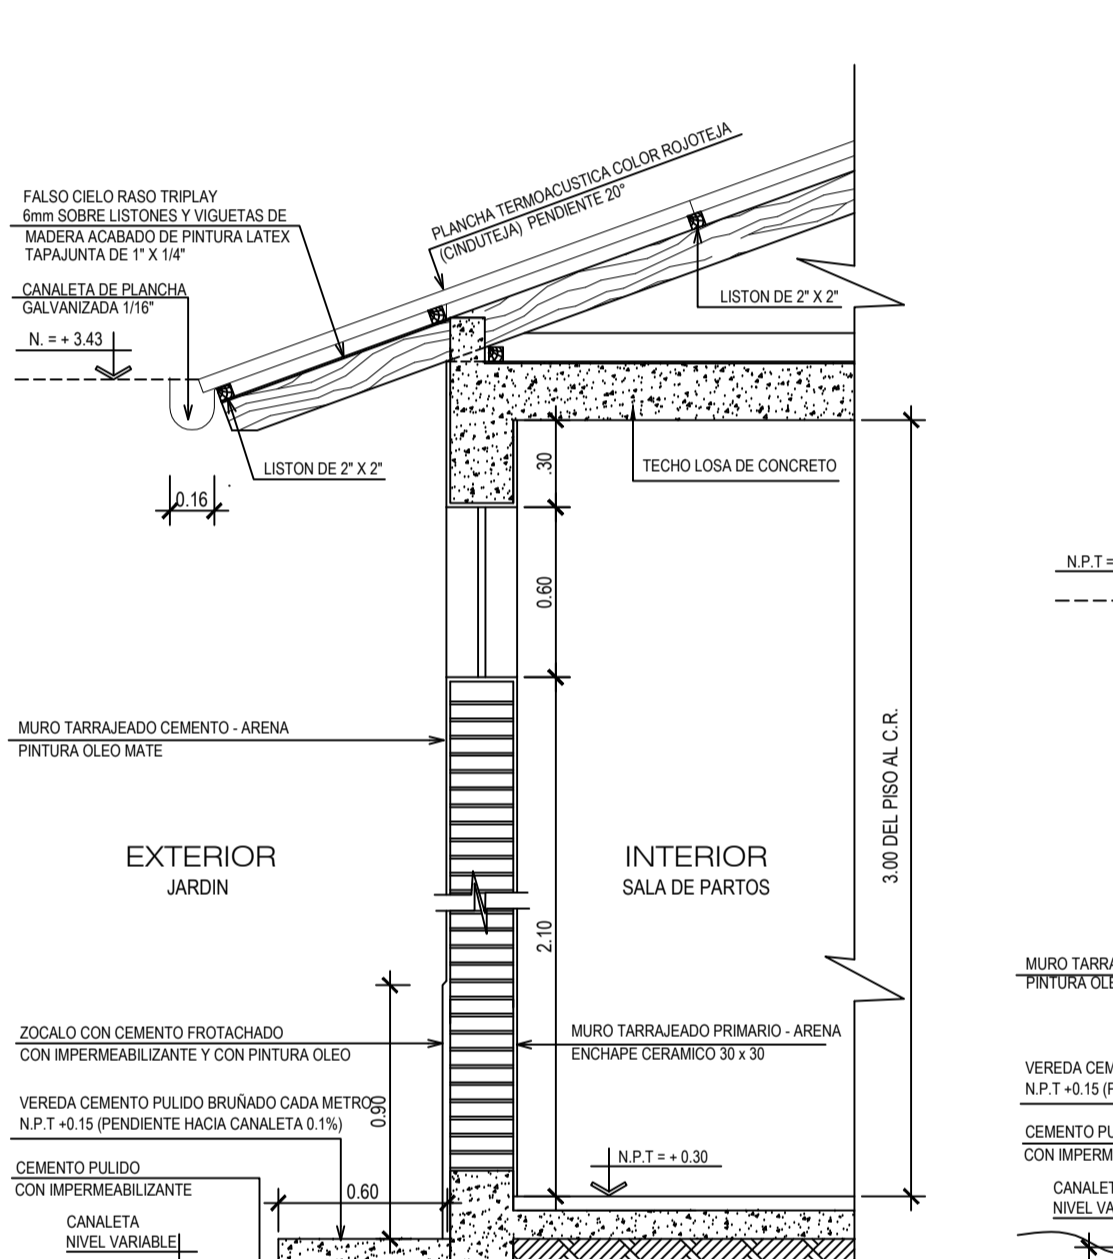 PLANCHA TERMOACUSTICA COLOR ROJOTEJA
(CINDUTEJA) PENDIENTE 20°
FALSO CIELO RASO TRIPLAY
6mm SOBRE LISTONES Y VIGUETAS DE
MADERA ACABADO DE PINTURA LATEX
TAPAJUNTA DE 1" X 1/4"
CANALETA DE PLANCHA
GALVANIZADA 1/16"
N. = + 3.43
LISTON DE 2" X 2"
LISTON DE 2" X 2"
TECHO LOSA DE CONCRETO
.30
0.16
0.60
N.P.T =
MURO TARRAJEADO CEMENTO - ARENA
PINTURA OLEO MATE
3.00 DEL PISO AL C.R.
EXTERIOR
JARDIN
INTERIOR
SALA DE PARTOS
2.10
ZOCALO CON CEMENTO FROTACHADO
CON IMPERMEABILIZANTE Y CON PINTURA OLEO
MURO TARRAJEADO PRIMARIO - ARENA
ENCHAPE CERAMICO 30 x 30
VEREDA CEMENTO PULIDO BRUÑADO CADA METRO
N.P.T +0.15 (PENDIENTE HACIA CANALETA 0.1%)
0.90
N.P.T = + 0.30
CEMENTO PULIDO
CON IMPERMEABILIZANTE
0.60
CANALETA
NIVEL VARIABLE
MURO TARRA
PINTURA OLE
VEREDA CEM
N.P.T +0.15 (P
CEMENTO PU
CON IMPERM
CANALET
NIVEL VA